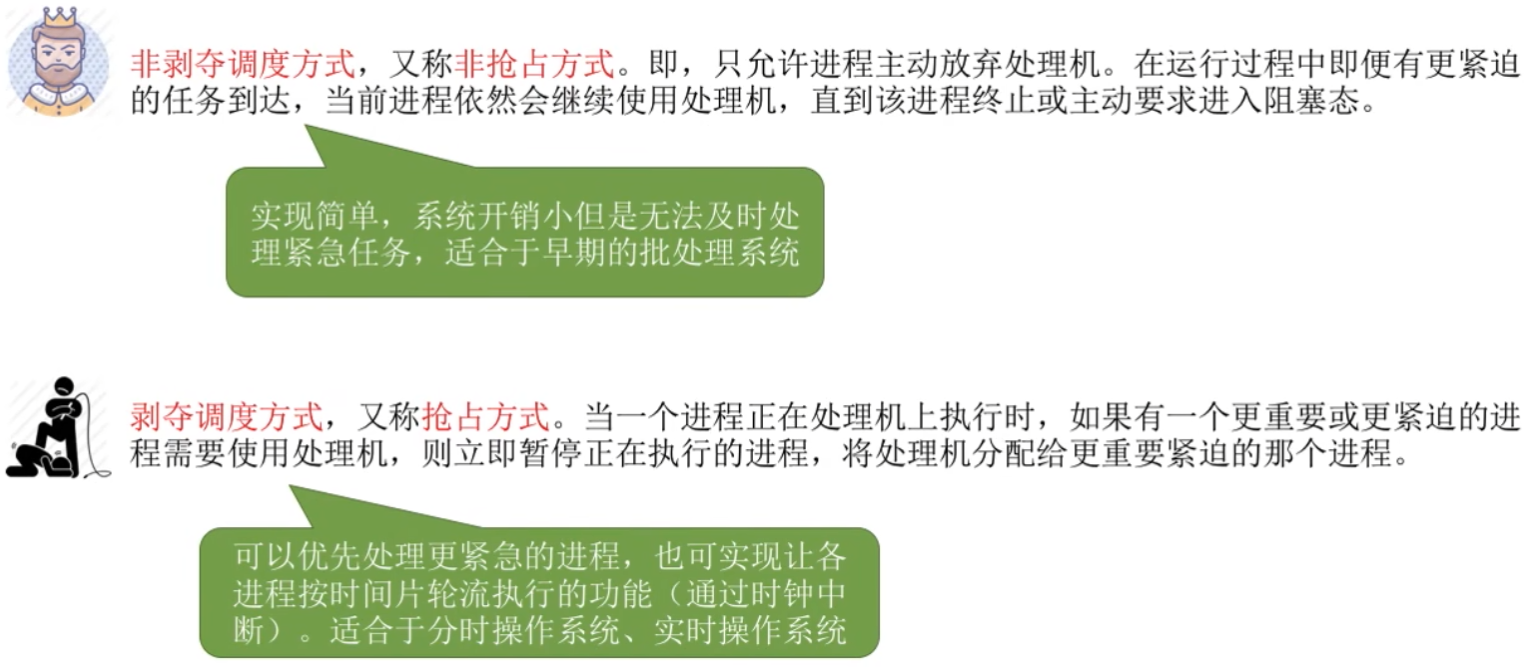 非剥夺调度方式，又称非抢占方式。即，只允许进程主动放弃处理机。在运行过程中即便有更紧迫
的任务到达，当前进程依然会继续使用处理机，直到该进程终止或主动要求进入阻塞态。
实现简单，系统开销小但是无法及时处
理紧急任务，适合于早期的批处理系统
剥夺调度方式，又称抢占方式。当一个进程正在处理机上执行时，如果有一个更重要或更紧迫的进
程需要使用处理机，则立即暂停正在执行的进程，将处理机分配给更重要紧迫的那个进程。
可以优先处理更紧急的进程，也可实现让各
进程按时间片轮流执行的功能（通过时钟中
断）。适合于分时操作系统、实时操作系统